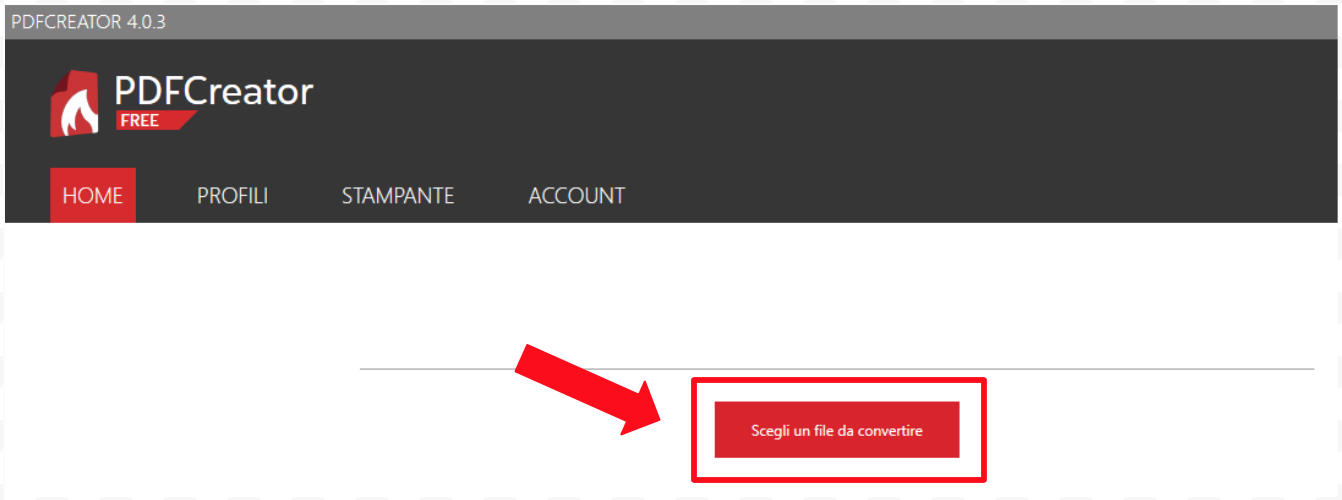 PDFCREATOR 4.0.3
PDFCreator
FREE
HOME PROFILI STAMPANTE ACCOUNT
Scegli un file da convertire